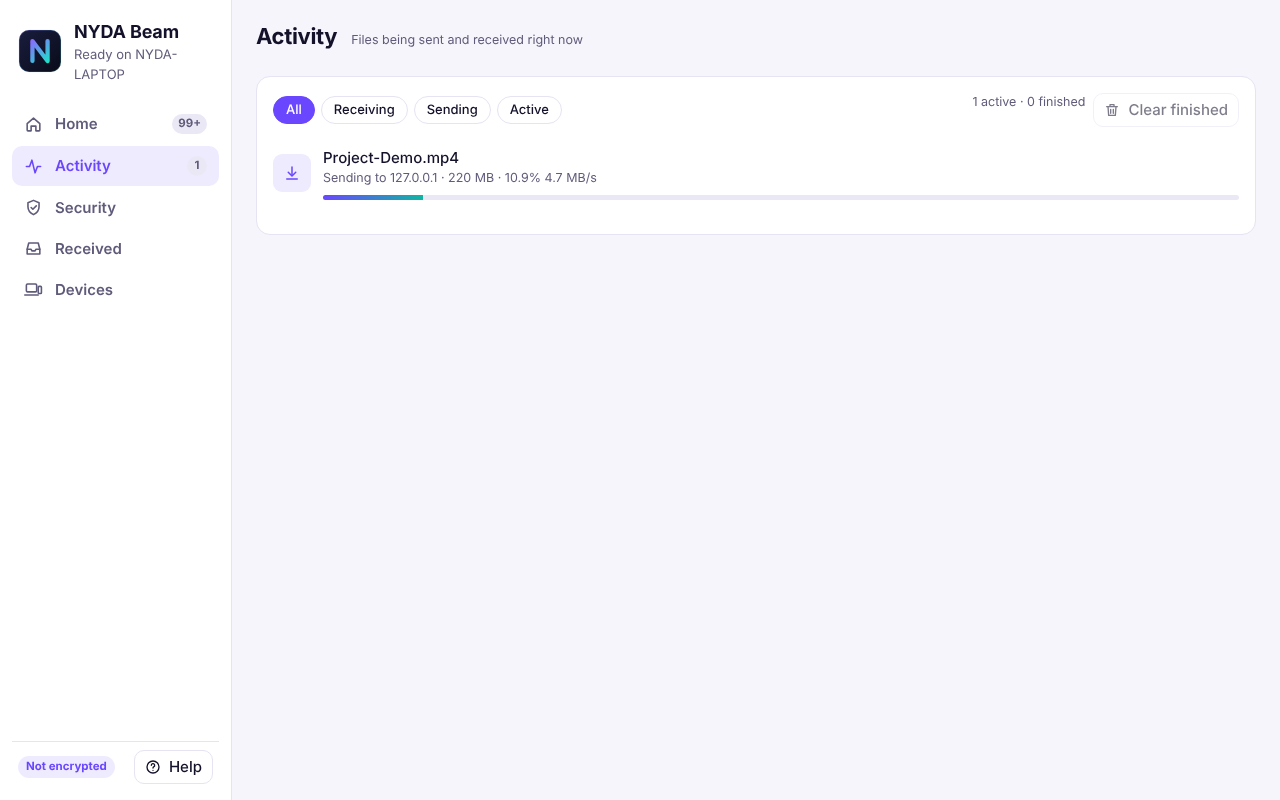 NYDA Beam
Ready on NYDA-
LAPTOP
Home 99+
Activity 1
Security
Received
Devices
Not encrypted
Help
Activity Files being sent and received right now
All Receiving Sending Active 1 active · 0 finished Clear finished
Project-Demo.mp4
Sending to 127.0.0.1 · 220 MB · 10.9% 4.7 MB/s